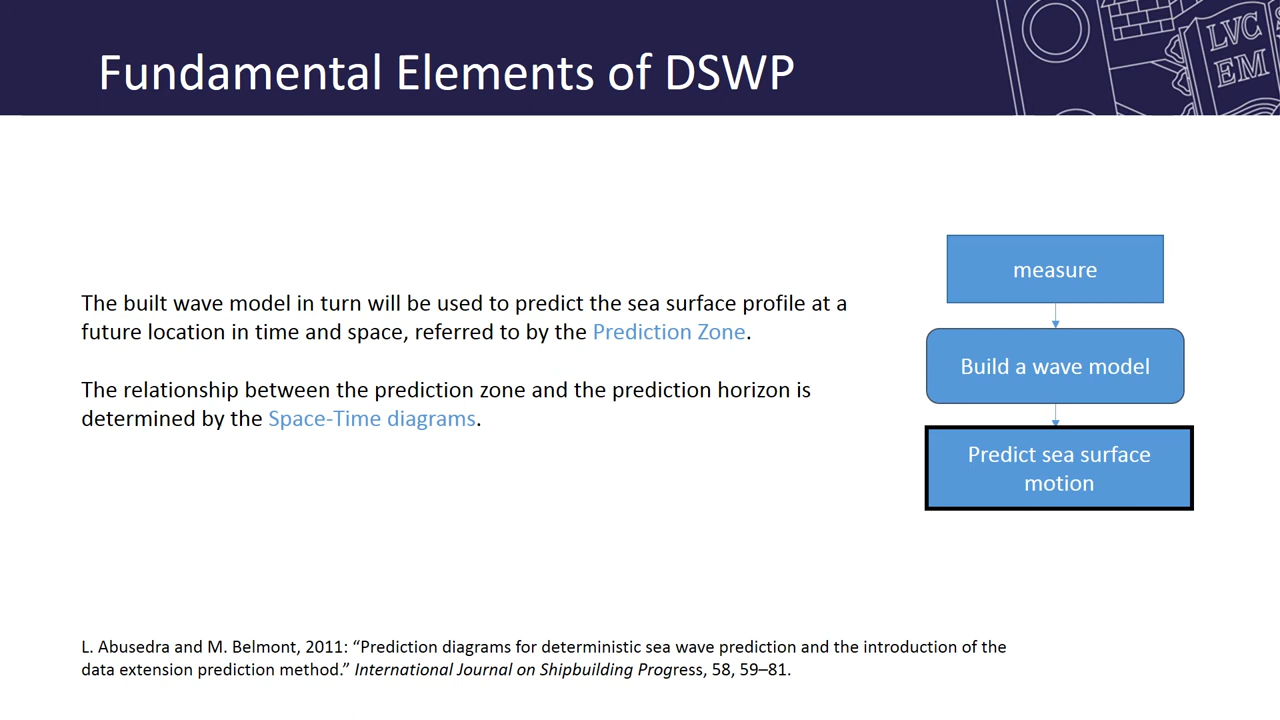 Fundamental Elements of DSWP
LVC
EM
The built wave model in turn will be used to predict the sea surface profile at a
future location in time and space, referred to by the Prediction Zone.
The relationship between the prediction zone and the prediction horizon is
determined by the Space-Time diagrams.
measure
Build a wave model
Predict sea surface
motion
L. Abusedra and M. Belmont, 2011: “Prediction diagrams for deterministic sea wave prediction and the introduction of the
data extension prediction method.” International Journal on Shipbuilding Progress, 58, 59–81.